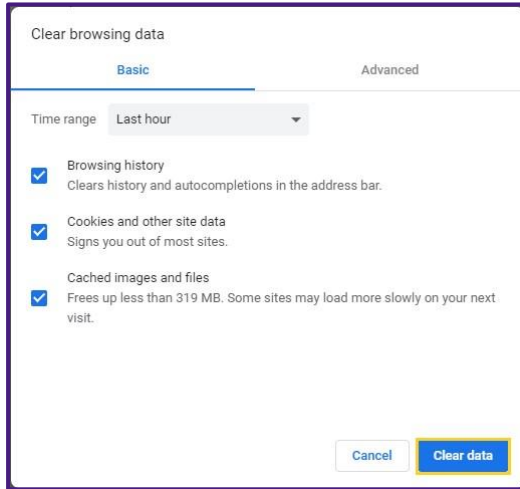 Clear browsing data
Basic Advanced
Time range Last hour
Browsing history
Clears history and autocompletions in the address bar.
Cookies and other site data
Signs you out of most sites.
Cached images and files
Frees up less than 319 MB. Some sites may load more slowly on your next
visit.
Cancel Clear data